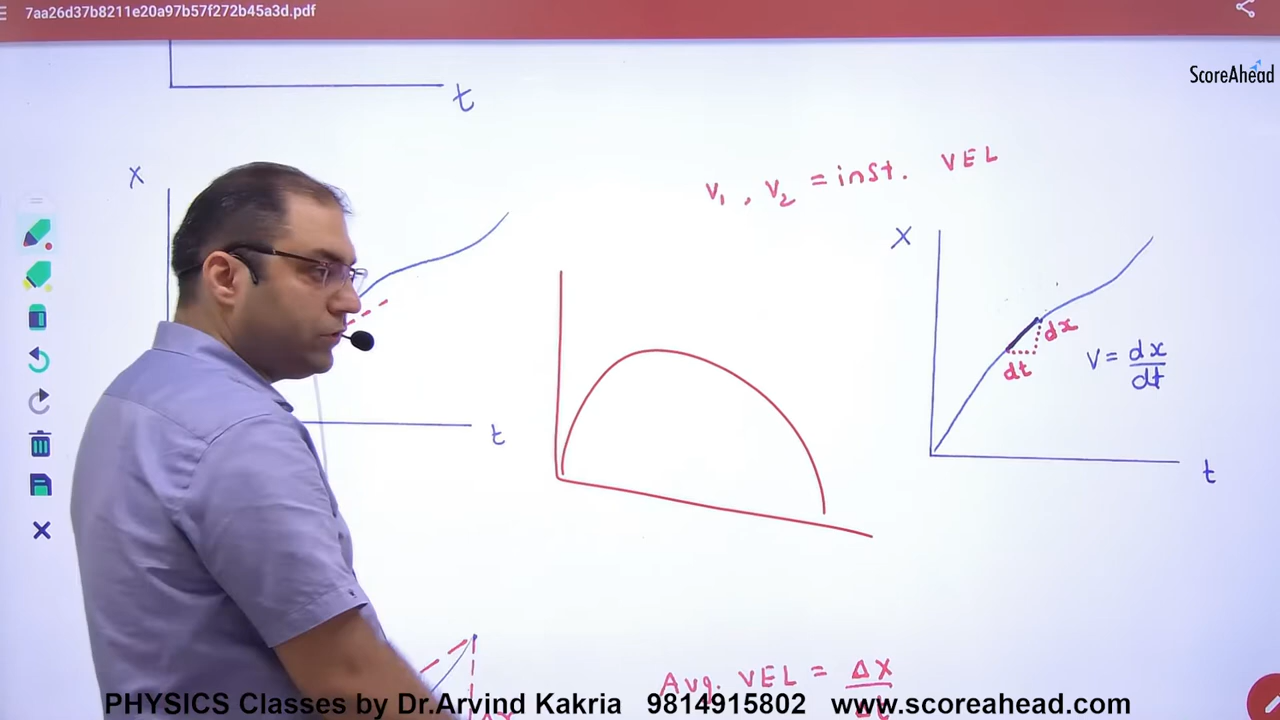 7aa26d37b8211e20a97b57f272b45a3d.pdf
ScoreAhead
t
X
V₁, V₂ = inSt. VEL
X
dx
dt
V = dx/dt
t
t
Avg. VEL = ΔX/Δt
PHYSICS Classes by Dr.Arvind Kakria 9814915802 www.scoreahead.com